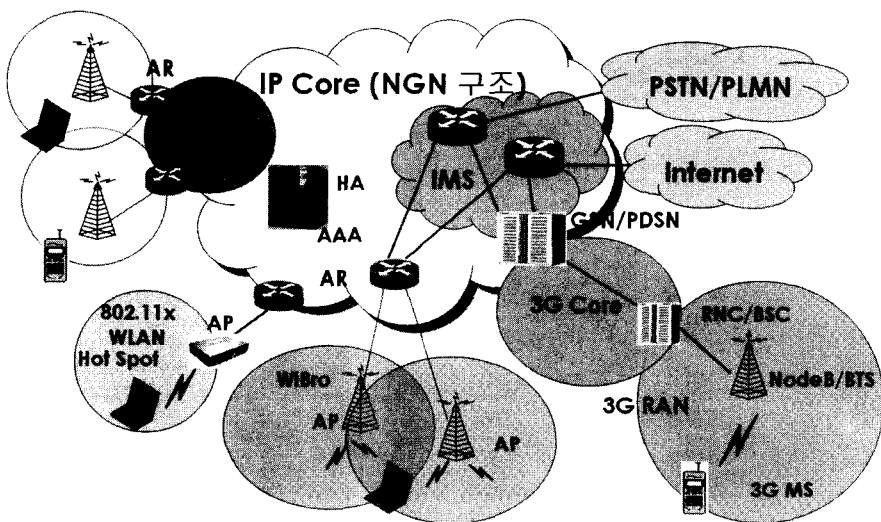 AR
IP Core (NGN 구조)
PSTN/PLMN
IMS
Internet
HA
AAA
GSN/PDSN
AR
3G Core
802.11x
WLAN
Hot Spot
AP
RNC/BSC
WiBro
AP
AP
NodeB/BTS
3G RAN
3G MS